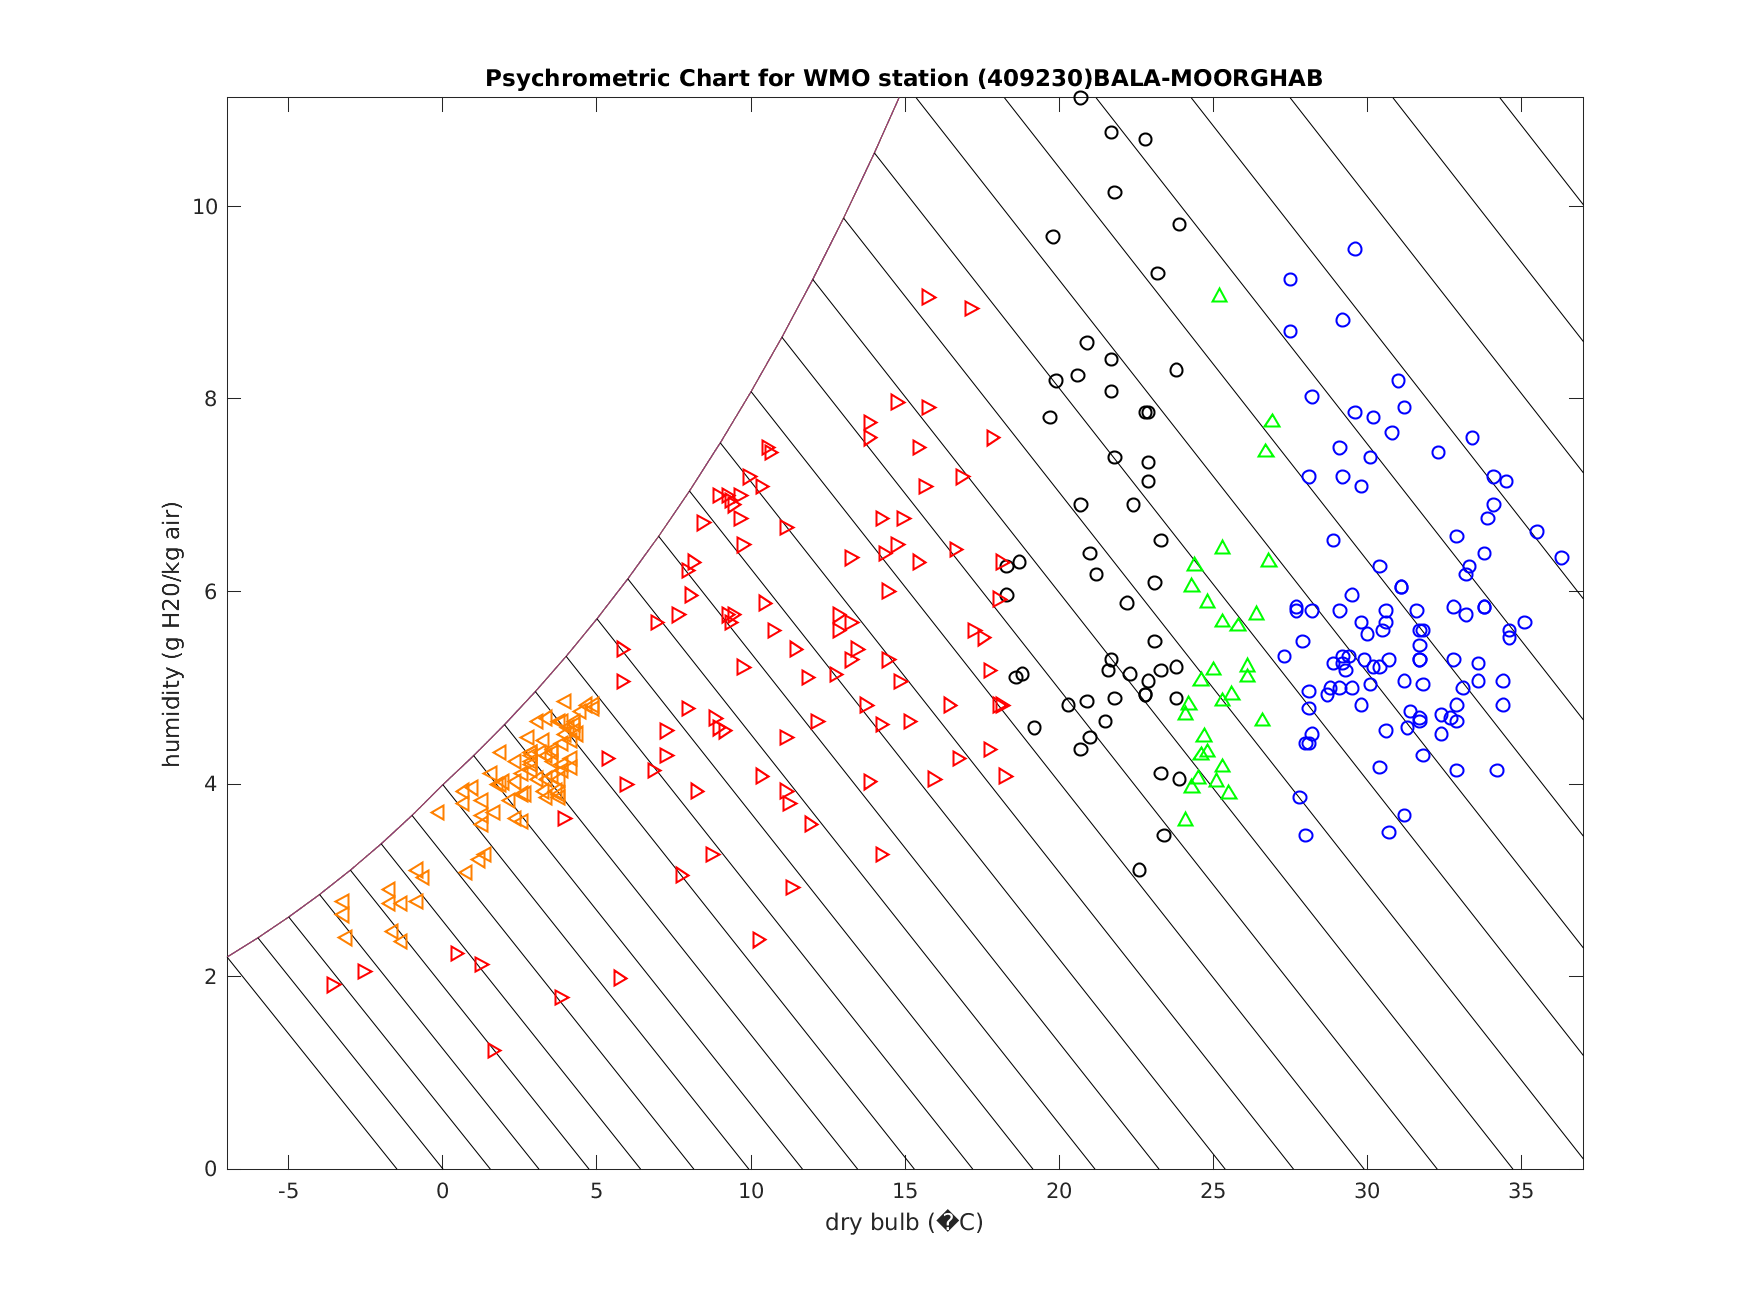 Psychrometric Chart for WMO station (409230)BALA-MOORGHAB
humidity (g H20/kg air)
10
8
6
4
2
0
-5 0 5 10 15 20 25 30 35
dry bulb (�C)